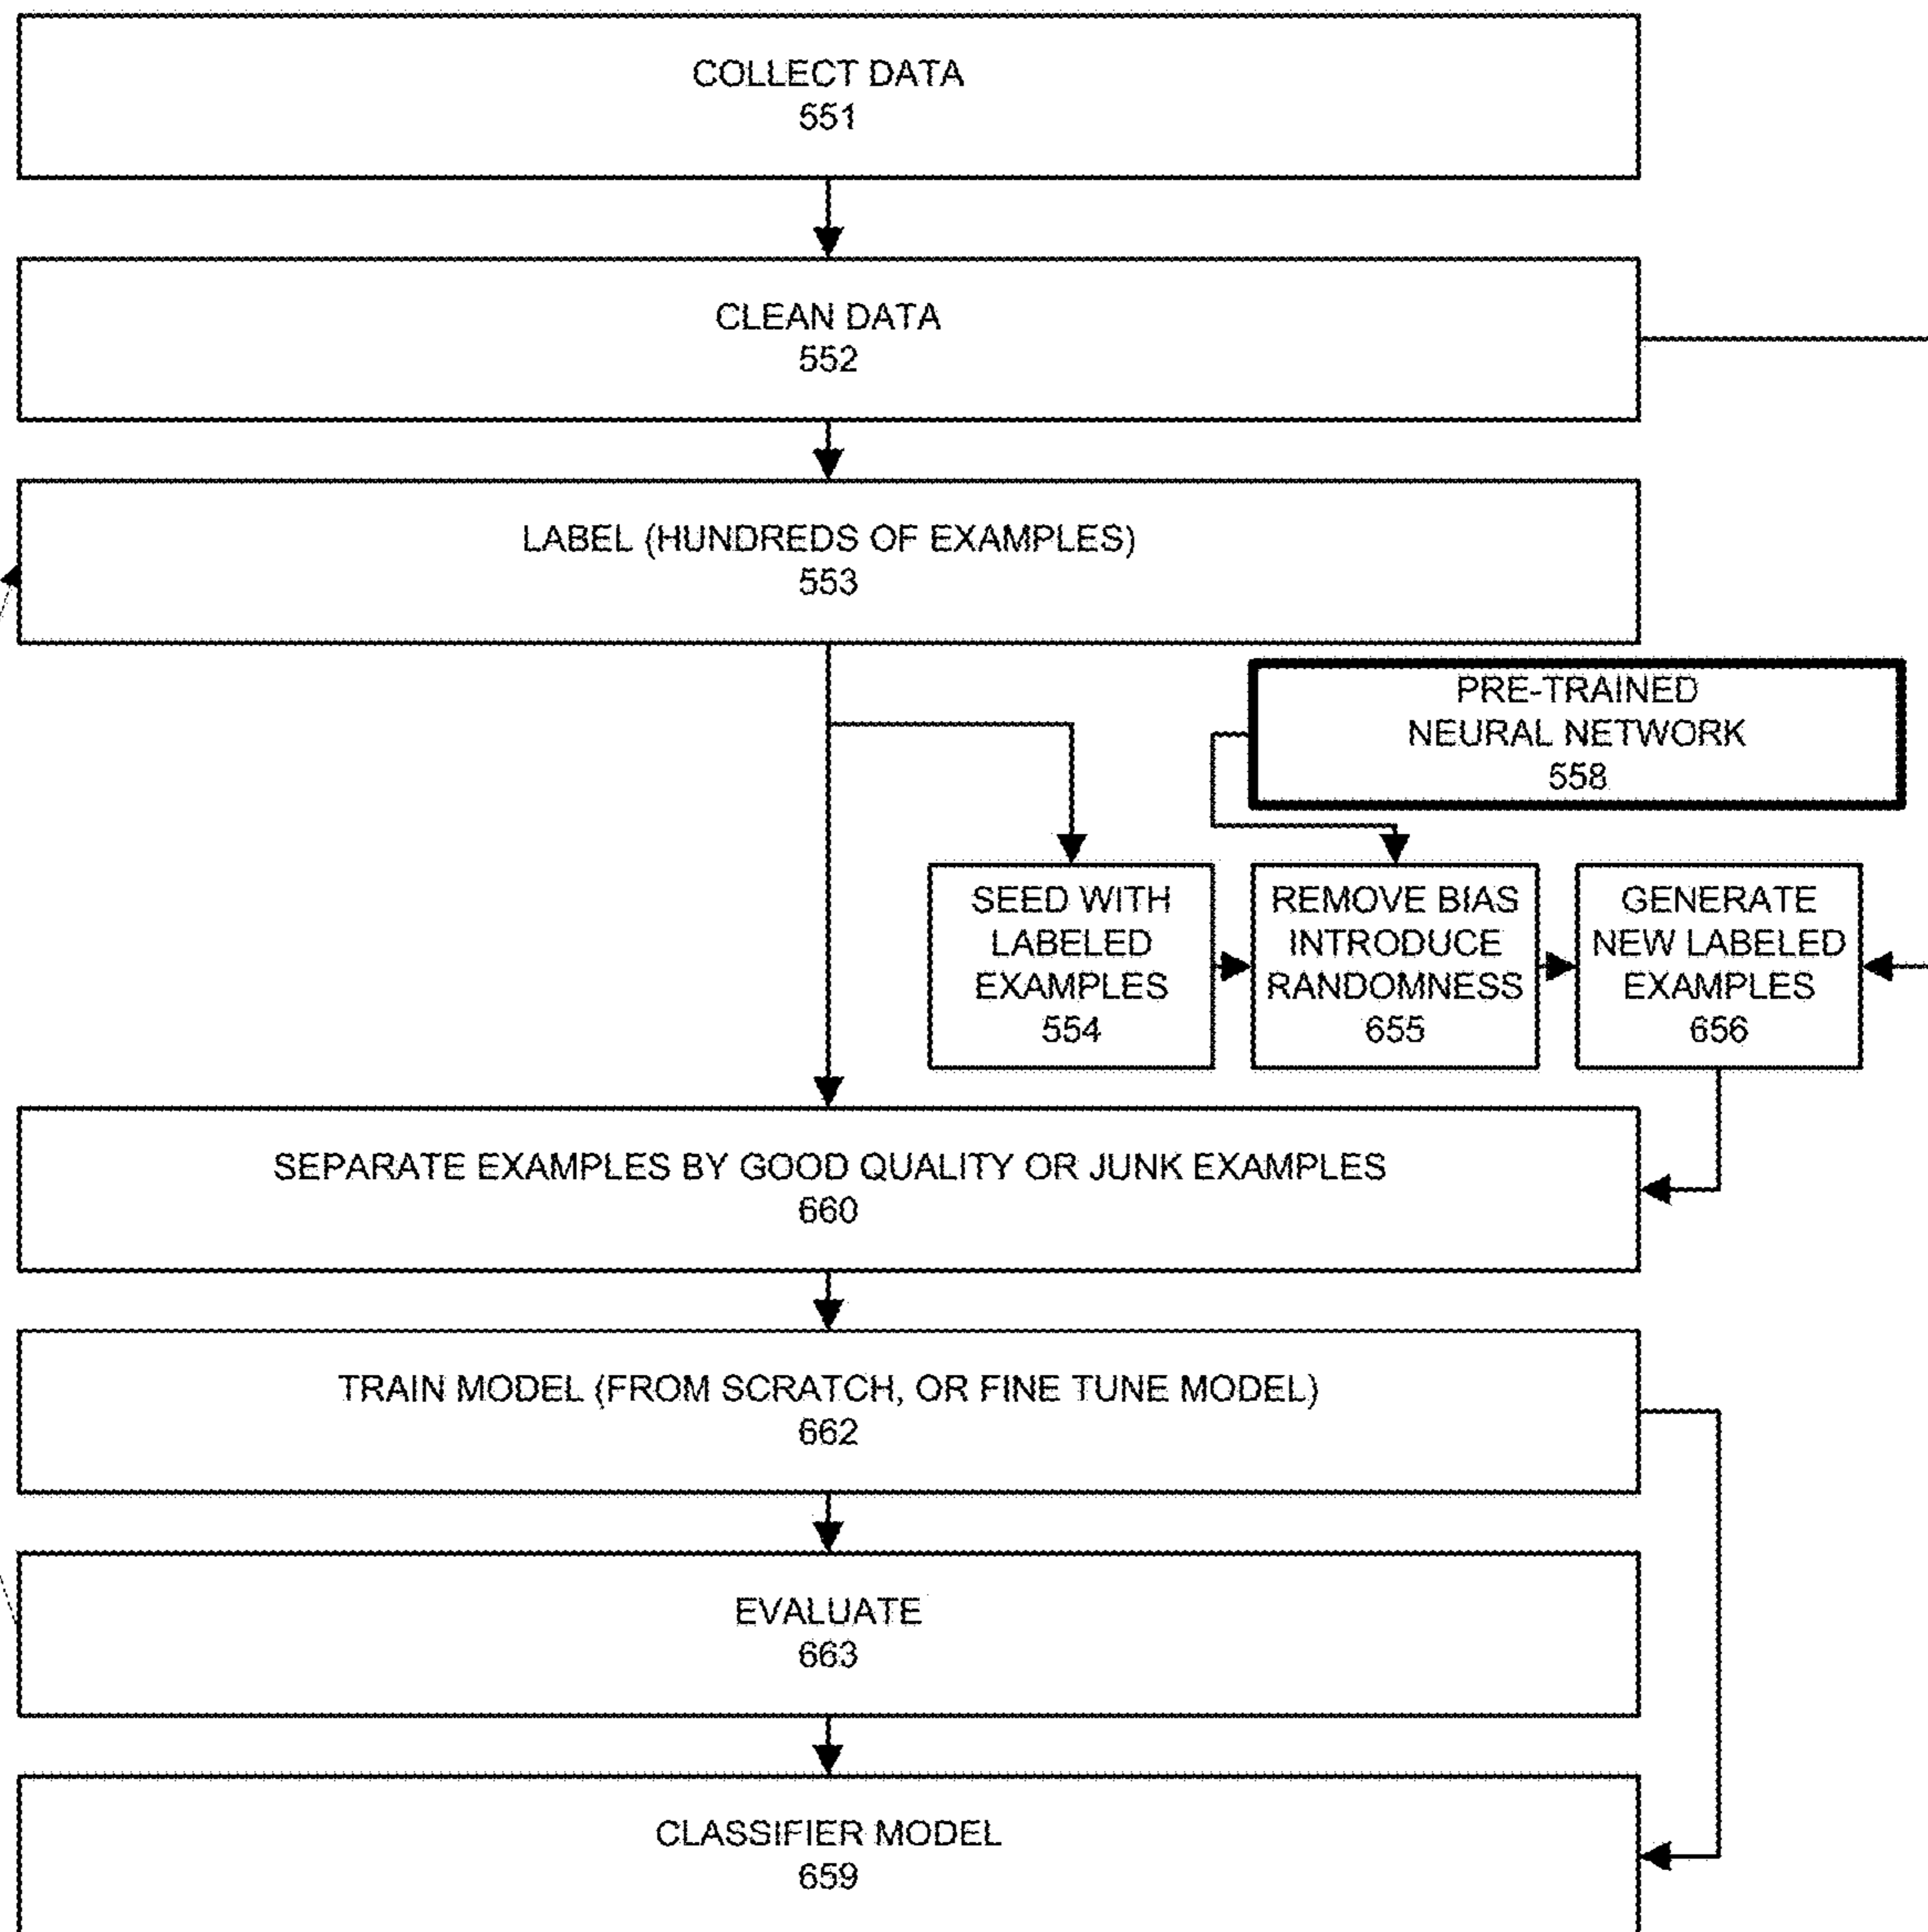 COLLECT DATA
551
CLEAN DATA
552
LABEL (HUNDREDS OF EXAMPLES)
553
PRE-TRAINED
NEURAL NETWORK
558
SEED WITH
LABELED
EXAMPLES
554
REMOVE BIAS
INTRODUCE
RANDOMNESS
655
GENERATE
NEW LABELED
EXAMPLES
656
SEPARATE EXAMPLES BY GOOD QUALITY OR JUNK EXAMPLES
660
TRAIN MODEL (FROM SCRATCH, OR FINE TUNE MODEL)
662
EVALUATE
663
CLASSIFIER MODEL
659